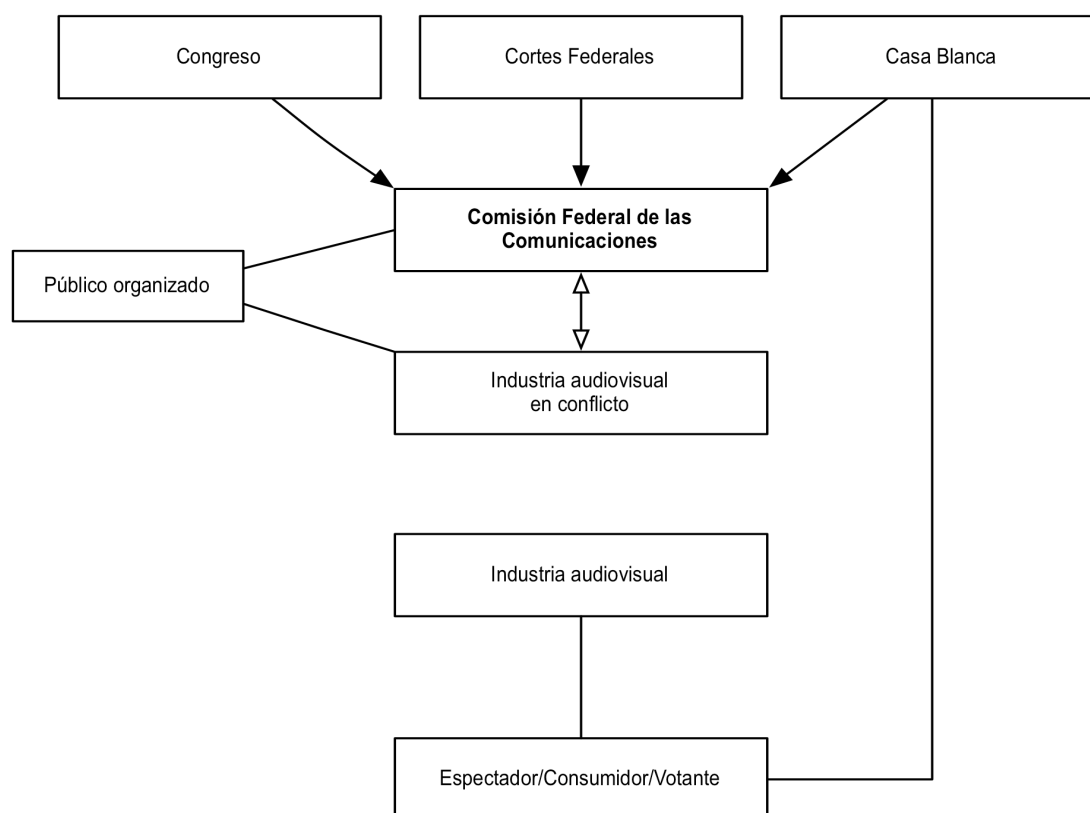 Congreso
Cortes Federales
Casa Blanca
Comisión Federal de las
Comunicaciones
Público organizado
Industria audiovisual
en conflicto
Industria audiovisual
Espectador/Consumidor/Votante